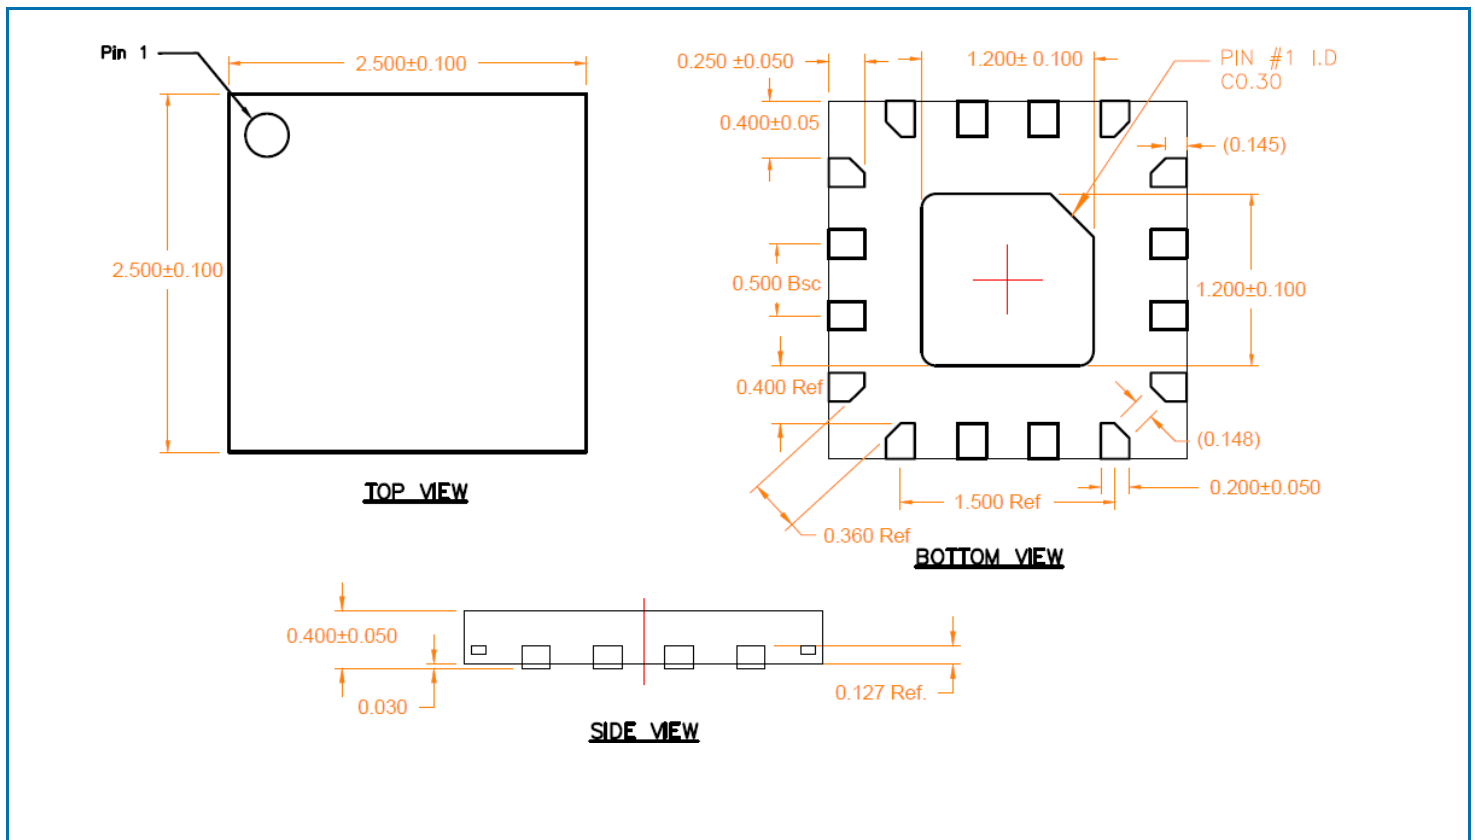 Pin 1
2.500±0.100
2.500±0.100
TOP VIEW
0.250 ±0.050
1.200± 0.100
PIN #1 I.D
C0.30
0.400±0.05
(0.145)
0.500 Bsc
1.200±0.100
0.400 Ref
(0.148)
0.200±0.050
1.500 Ref
0.360 Ref
BOTTOM VIEW
0.400±0.050
0.030
0.127 Ref.
SIDE VIEW